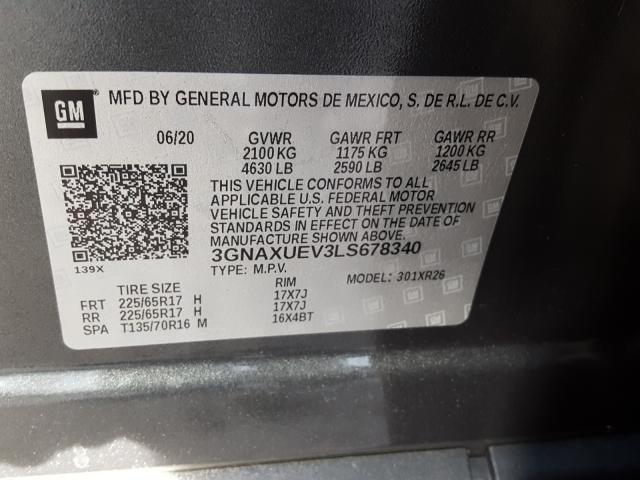 GM
MFD BY GENERAL MOTORS DE MEXICO, S. DE R.L. DE C.V.
06/20 GVWR GAWR FRT GAWR RR
2100 KG 1175 KG 1200 KG
4630 LB 2590 LB 2645 LB
THIS VEHICLE CONFORMS TO ALL
APPLICABLE U.S. FEDERAL MOTOR
VEHICLE SAFETY AND THEFT PREVENTION
STANDARDS IN EFFECT ON THE DATE OF
MANUFACTURE SHOWN ABOVE.
139X
3GNAXUEV3LS678340
TYPE: M.P.V. MODEL: 301XR26
TIRE SIZE RIM
FRT 225/65R17 H 17X7J
RR 225/65R17 H 17X7J
SPA T135/70R16 M 16X4BT